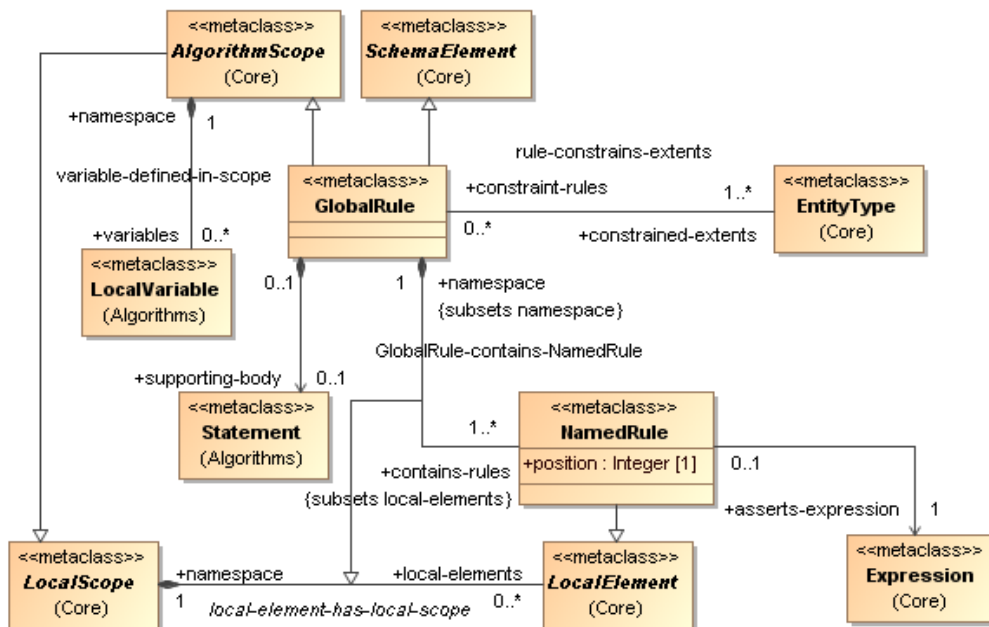 <<metaclass>>
AlgorithmScope
(Core)
<<metaclass>>
SchemaElement
(Core)
+namespace
1
variable-defined-in-scope
+variables
0..*
<<metaclass>>
LocalVariable
(Algorithms)
<<metaclass>>
GlobalRule
rule-constrains-extents
+constraint-rules
1..*
0..*
+constrained-extents
<<metaclass>>
EntityType
(Core)
0..1
1
+namespace
{subsets namespace}
GlobalRule-contains-NamedRule
+supporting-body
0..1
<<metaclass>>
Statement
(Algorithms)
1..*
+contains-rules
{subsets local-elements}
<<metaclass>>
NamedRule
+position : Integer [1]
0..1
+asserts-expression
1
<<metaclass>>
LocalScope
(Core)
+namespace
1
+local-elements
0..*
local-element-has-local-scope
<<metaclass>>
LocalElement
(Core)
<<metaclass>>
Expression
(Core)